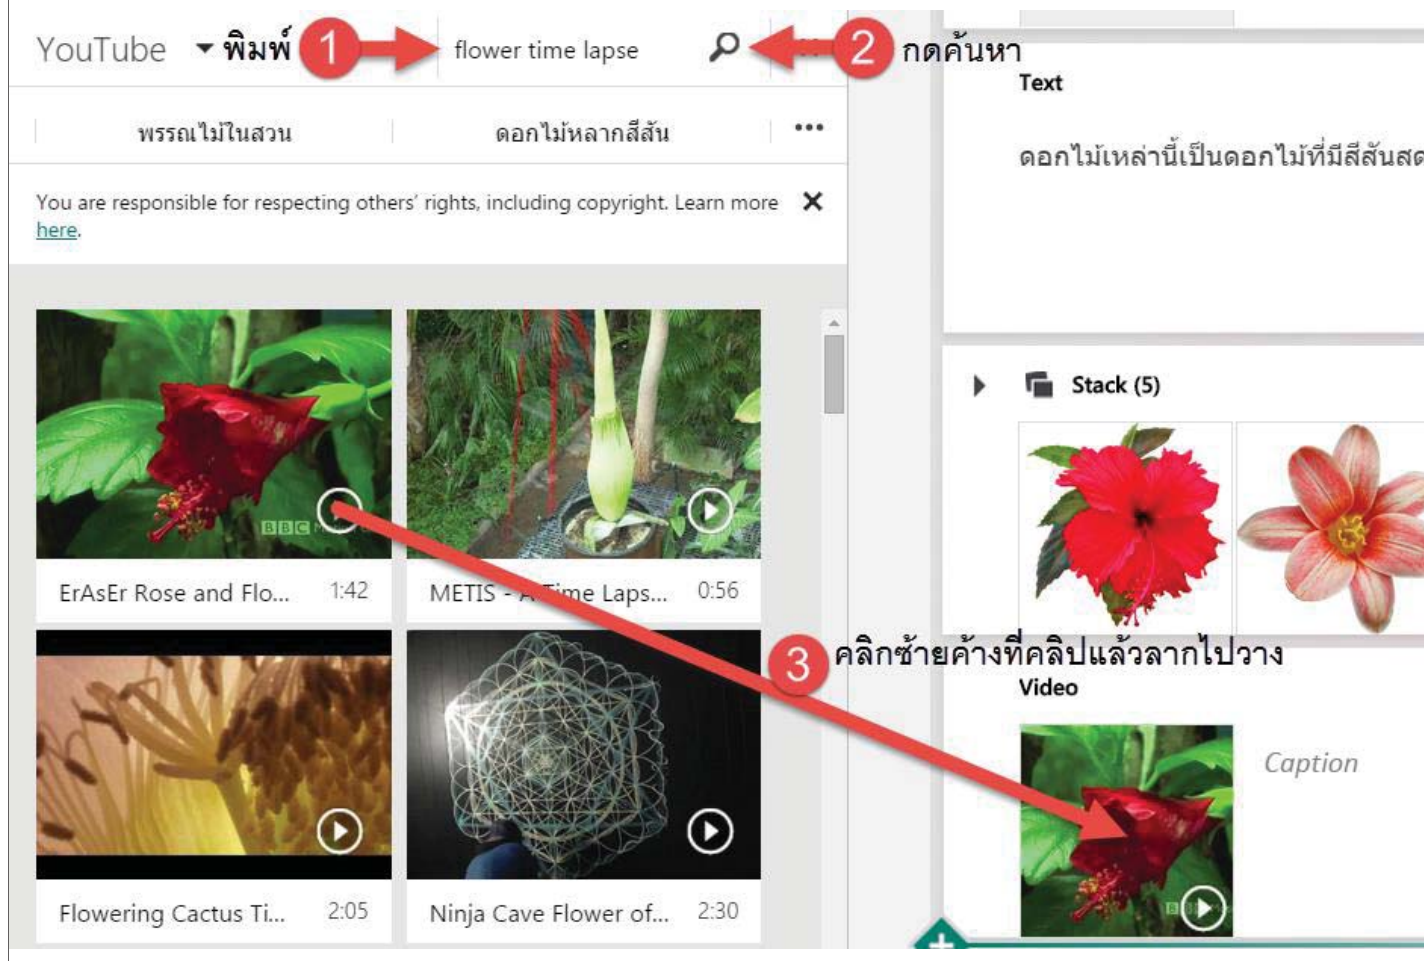 YouTube พิมพ์ 1 flower time lapse 2 กดค้นหา
พรรณไม้ในสวน ดอกไม้หลากสีสัน
You are responsible for respecting others' rights, including copyright. Learn more
here.
ErAsEr Rose and Flo... 1:42
METIS - A Time Laps... 0:56
Flowering Cactus Ti... 2:05
Ninja Cave Flower of... 2:30
Text
ดอกไม้เหล่านี้เป็นดอกไม้ที่มีสีสันสด
Stack (5)
3 คลิกซ้ายค้างที่คลิปแล้วลากไปวาง
Video
Caption